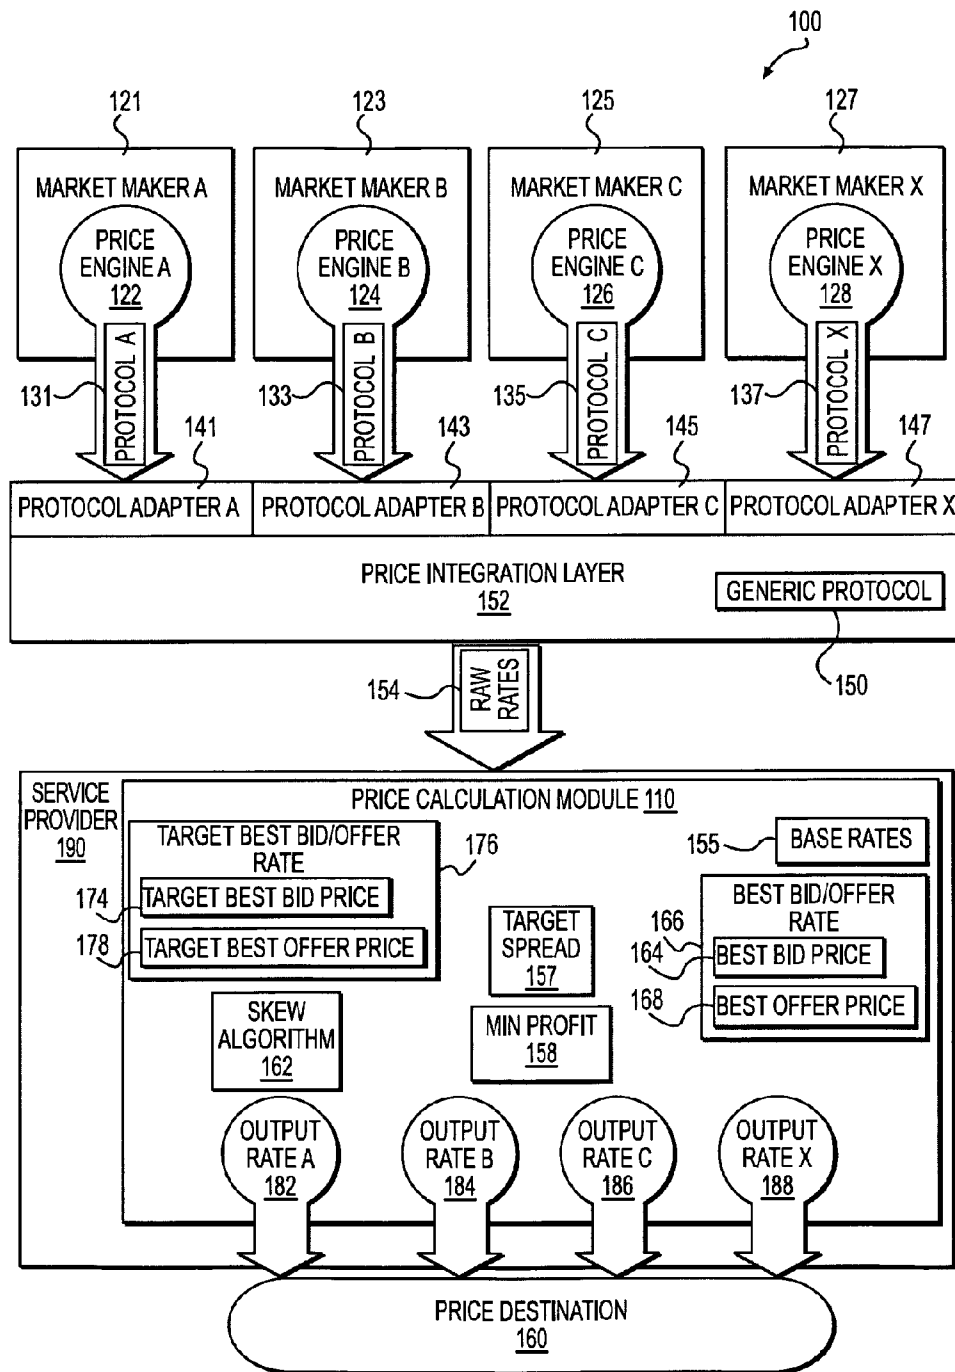 100
121
123
125
127
MARKET MAKER A
MARKET MAKER B
MARKET MAKER C
MARKET MAKER X
PRICE
ENGINE A
122
PRICE
ENGINE B
124
PRICE
ENGINE C
126
PRICE
ENGINE X
128
131
PROTOCOL A
133
PROTOCOL B
135
PROTOCOL C
137
PROTOCOL X
141
143
145
147
PROTOCOL ADAPTER A
PROTOCOL ADAPTER B
PROTOCOL ADAPTER C
PROTOCOL ADAPTER X
PRICE INTEGRATION LAYER
152
GENERIC PROTOCOL
150
154
RAW
RATES
SERVICE
PROVIDER
190
PRICE CALCULATION MODULE 110
TARGET BEST BID/OFFER
RATE
176
174
TARGET BEST BID PRICE
178
TARGET BEST OFFER PRICE
155
BASE RATES
TARGET
SPREAD
157
BEST BID/OFFER
RATE
166
164
BEST BID PRICE
168
BEST OFFER PRICE
SKEW
ALGORITHM
162
MIN PROFIT
158
OUTPUT
RATE A
182
OUTPUT
RATE B
184
OUTPUT
RATE C
186
OUTPUT
RATE X
188
PRICE DESTINATION
160